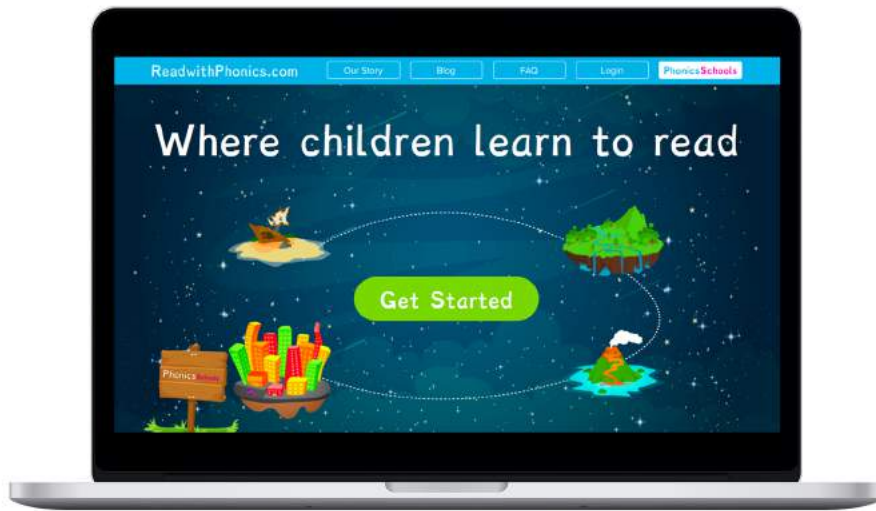 ReadwithPhonics.com Our Story Blog FAQ Login PhonicsSchools
Where children learn to read
Get Started
PhonicsSchools